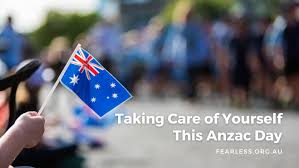 Taking Care of Yourself
This Anzac Day
FEARLESS.ORG.AU